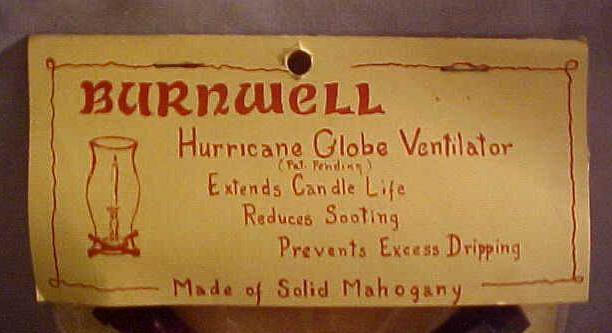 BURNWELL
Hurricane Globe Ventilator
(Pat. Pending)
Extends Candle Life
Reduces Sooting
Prevents Excess Dripping
Made of Solid Mahogany